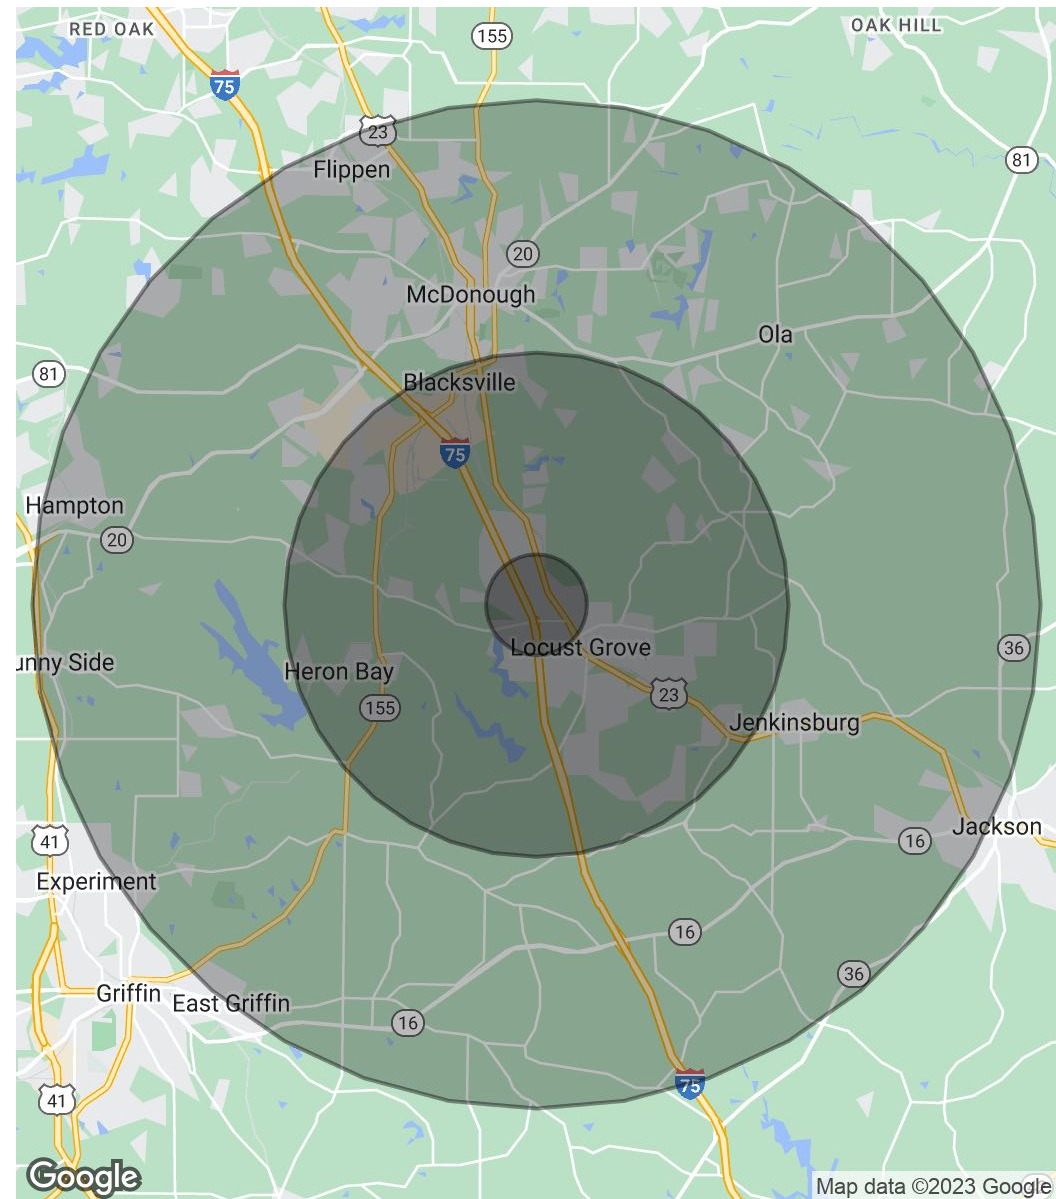 RED OAK
155
OAK HILL
75
23
81
Flippen
20
McDonough
Ola
81
Blacksville
75
Hampton
20
Locust Grove
36
unny Side
Heron Bay
23
155
Jenkinsburg
41
16
Jackson
Experiment
16
36
Griffin
East Griffin
16
75
41
Google
Map data ©2023 Google